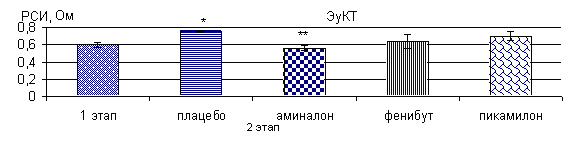 РСИ, Ом ЭуКТ
0,8
*
**
0,6
0,4
0,2
0
1 этап плацебо аминалон фенибут пикамилон
2 этап